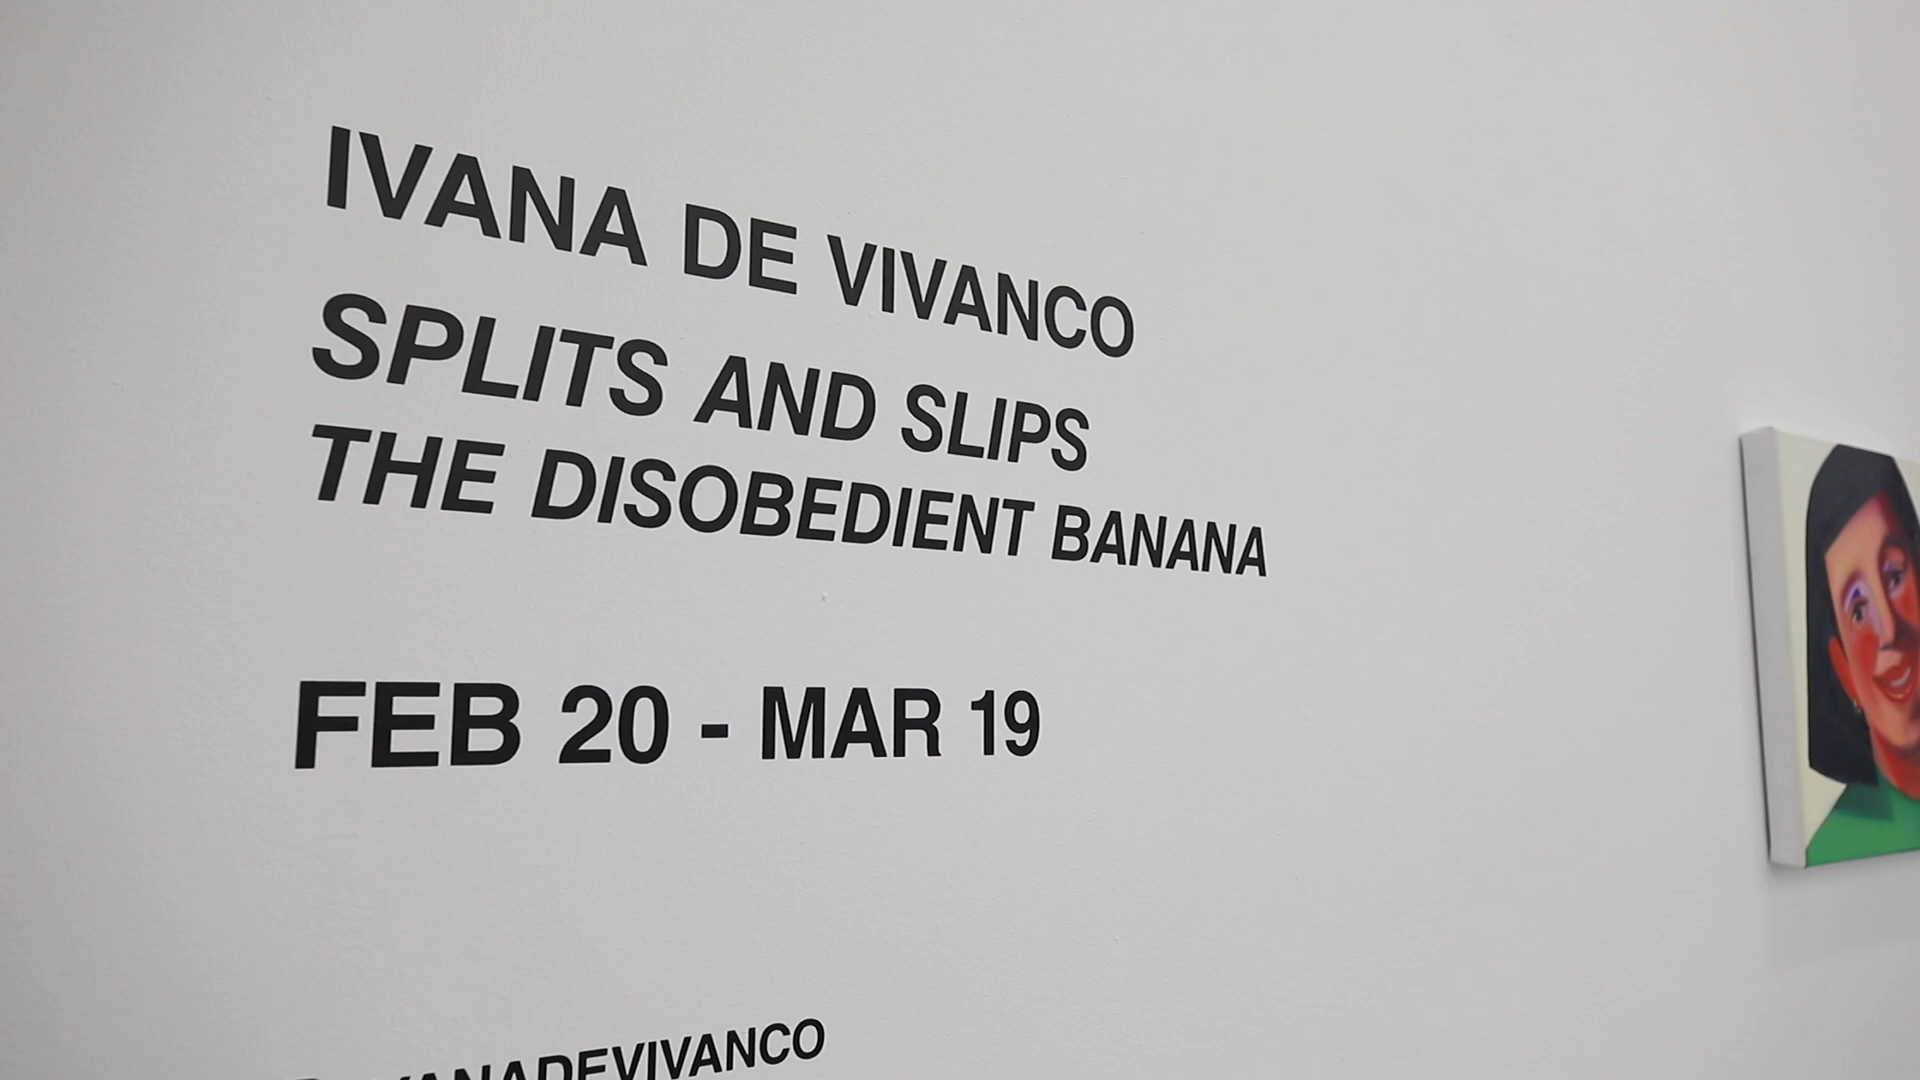 IVANA DE VIVANCO
SPLITS AND SLIPS
THE DISOBEDIENT BANANA
FEB 20 - MAR 19